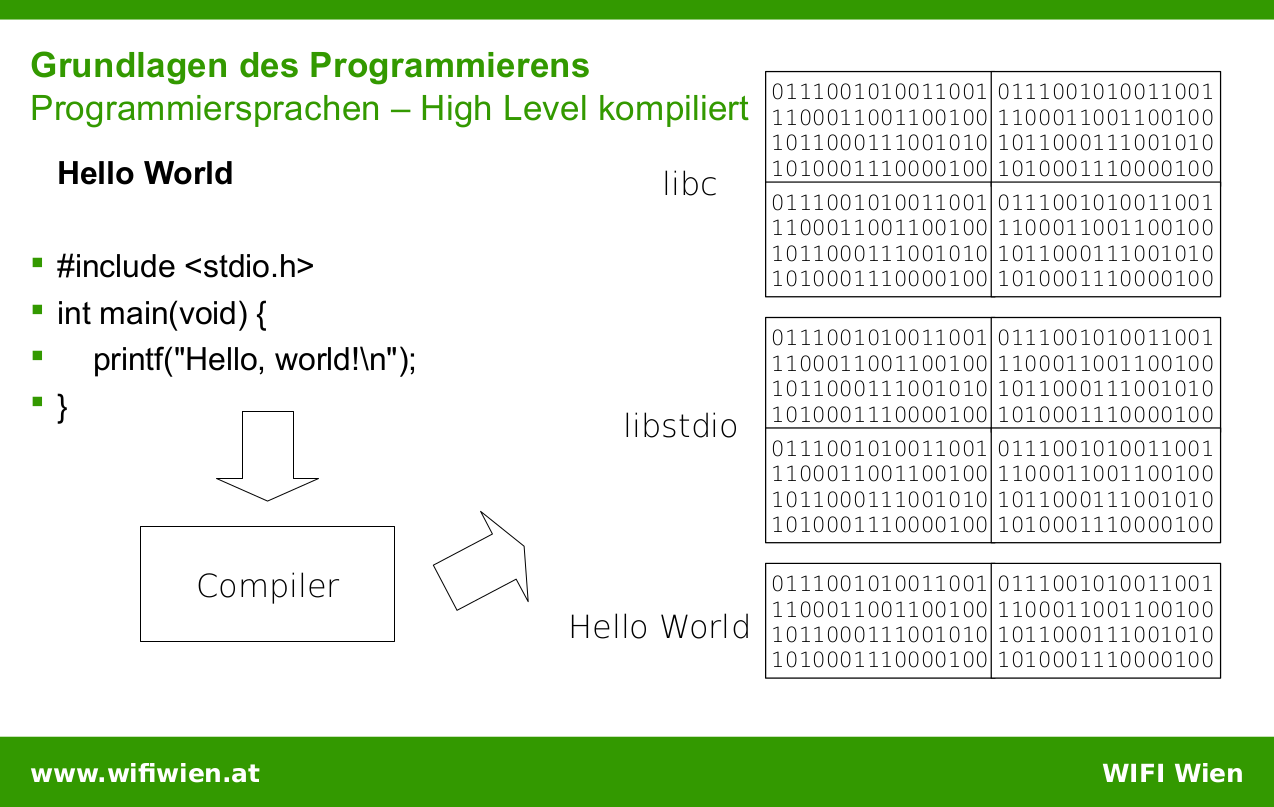 Grundlagen des Programmierens
Programmiersprachen – High Level kompiliert
Hello World
#include <stdio.h>
int main(void) {
printf("Hello, world!\n");
}
Compiler
libc
0111001010011001 0111001010011001
1100011001100100 1100011001100100
1011000111001010 1011000111001010
1010001110000100 1010001110000100
0111001010011001 0111001010011001
1100011001100100 1100011001100100
1011000111001010 1011000111001010
1010001110000100 1010001110000100
libstdio
0111001010011001 0111001010011001
1100011001100100 1100011001100100
1011000111001010 1011000111001010
1010001110000100 1010001110000100
0111001010011001 0111001010011001
1100011001100100 1100011001100100
1011000111001010 1011000111001010
1010001110000100 1010001110000100
Hello World
0111001010011001 0111001010011001
1100011001100100 1100011001100100
1011000111001010 1011000111001010
1010001110000100 1010001110000100
www.wifiwien.at
WIFI Wien